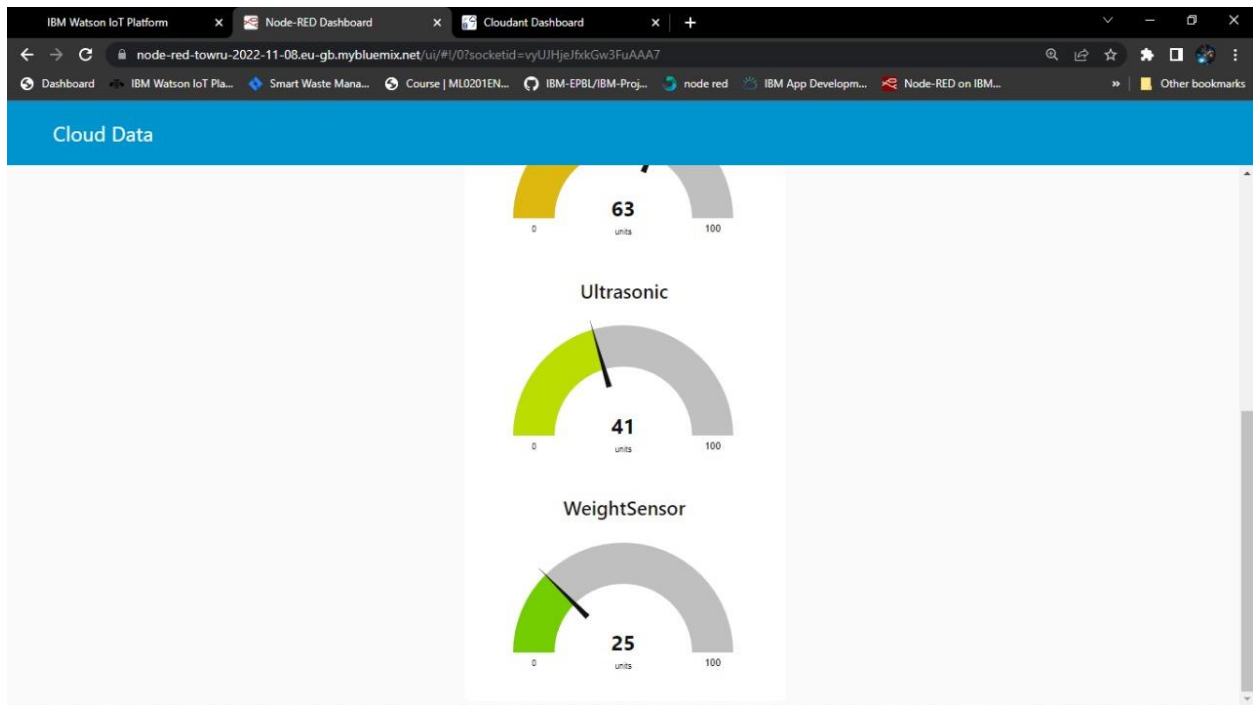 IBM Watson IoT Platform
Node-RED Dashboard
Cloudant Dashboard
node-red-towru-2022-11-08.eu-gb.mybluemix.net/ui/#!/0?socketid=vyUJHjeJfxkGw3FuAAA7
Dashboard IBM Watson IoT Pla... Smart Waste Mana... Course | ML0201EN... IBM-EPBL/IBM-Proj... node red IBM App Developm... Node-RED on IBM... » Other bookmarks
Cloud Data
63
0 units 100
Ultrasonic
41
0 units 100
WeightSensor
25
0 units 100